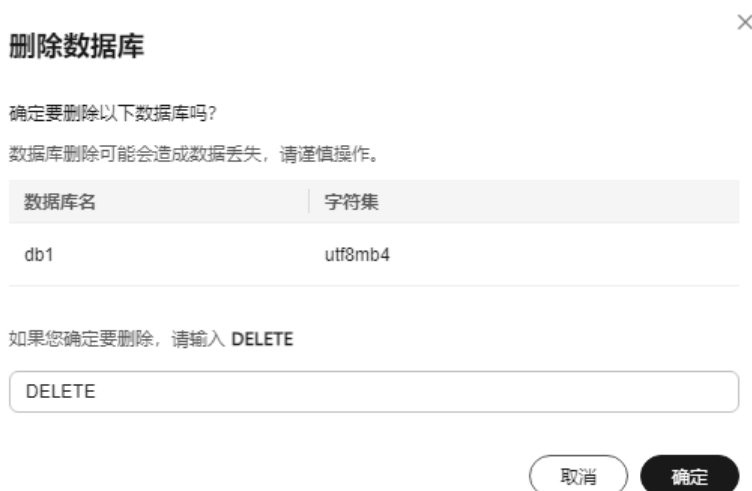 删除数据库
确定要删除以下数据库吗？
数据库删除可能会造成数据丢失，请谨慎操作。
数据库名 字符集
db1 utf8mb4
如果您确定要删除，请输入 DELETE
DELETE
取消 确定